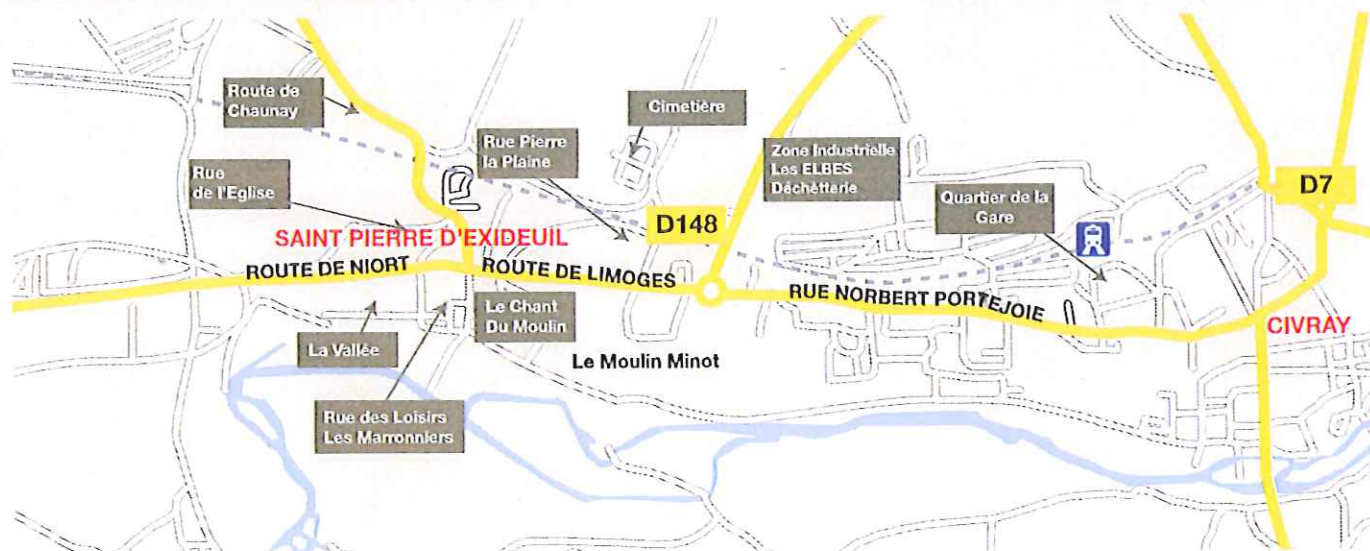 Route de
Chaunay
Cimetière
Rue Pierre
la Plaine
Zone Industrielle
Les ELBES
Déchètterie
Rue
de l'Eglise
Quartier de la
Gare
D7
D148
SAINT PIERRE D'EXIDEUIL
ROUTE DE NIORT
ROUTE DE LIMOGES
RUE NORBERT PORTEJOIE
CIVRAY
Le Chant
Du Moulin
La Vallée
Le Moulin Minot
Rue des Loisirs
Les Marronniers